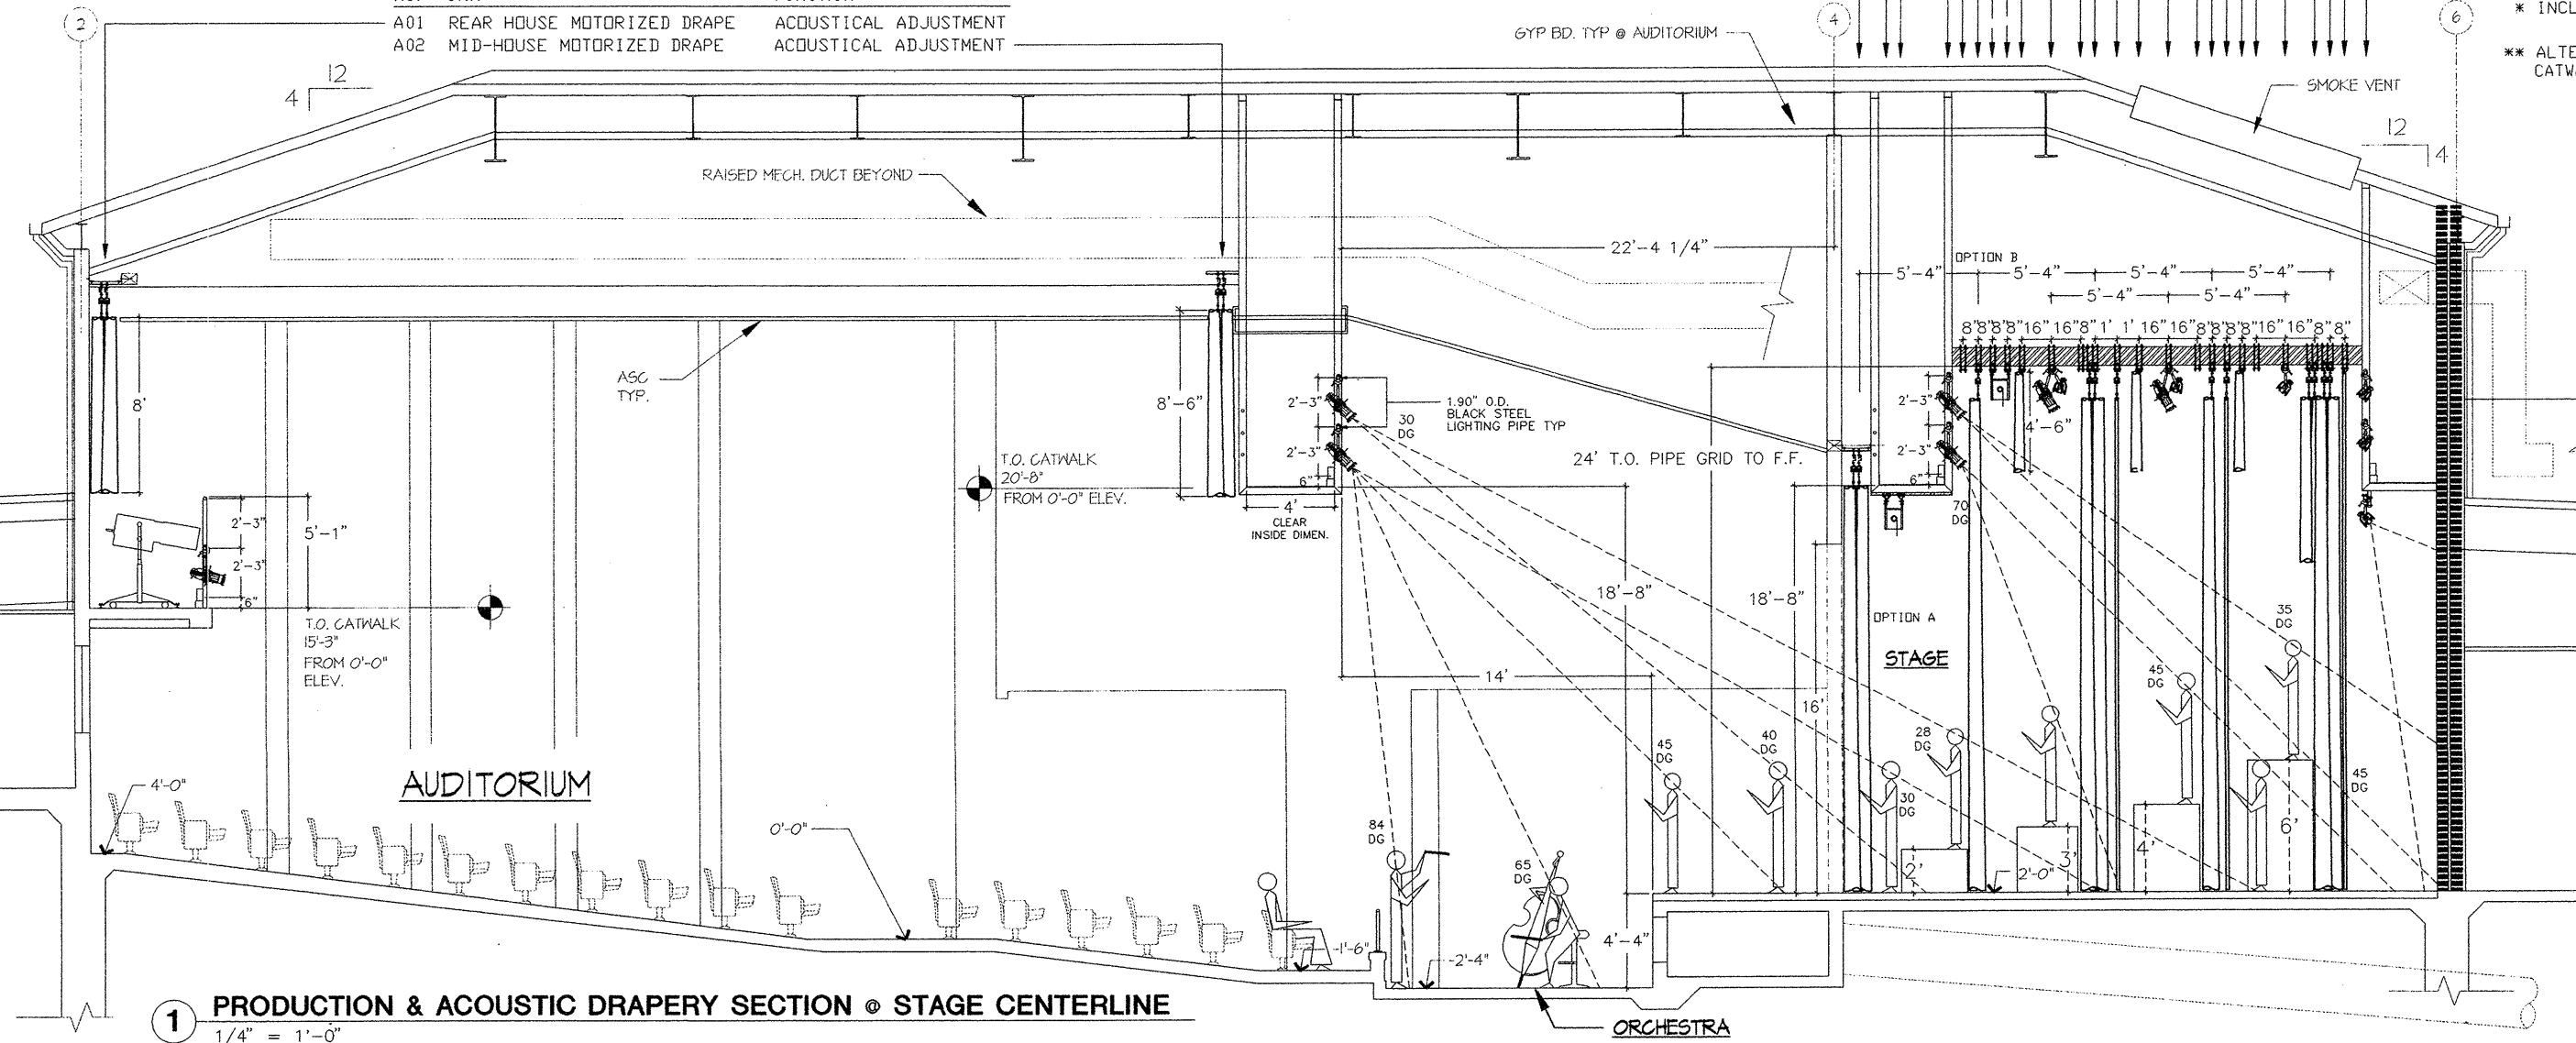 A01 REAR HOUSE MOTORIZED DRAPE ACOUSTICAL ADJUSTMENT
A02 MID-HOUSE MOTORIZED DRAPE ACOUSTICAL ADJUSTMENT
2
4
6
GYP BD. TYP @ AUDITORIUM
* INCL
** ALTE
CATW
SMOKE VENT
12
4
12
4
RAISED MECH. DUCT BEYOND
22'-4 1/4"
OPTION B
5'-4" 5'-4" 5'-4" 5'-4"
5'-4" 5'-4"
8" 8" 8" 8" 16" 16" 8" 1' 1' 16" 16" 8" 8" 8" 8" 16" 16" 8" 8"
ASC
TYP.
8'
8'-6"
2'-3"
2'-3"
6"
30
DG
1.90" O.D.
BLACK STEEL
LIGHTING PIPE TYP
2'-3"
2'-3"
6"
4'-6"
24' T.O. PIPE GRID TO F.F.
T.O. CATWALK
20'-8"
FROM 0'-0" ELEV.
4'
CLEAR
INSIDE DIMEN.
70
DG
2'-3"
2'-3"
6"
5'-1"
T.O. CATWALK
15'-3"
FROM 0'-0"
ELEV.
18'-8"
18'-8"
OPTION A
STAGE
14'
16'
35
DG
45
DG
28
DG
45
DG
40
DG
30
DG
45
DG
AUDITORIUM
4'-0"
0'-0"
84
DG
65
DG
2'
2'-0"
3'
4'
6'
4'-4"
-1'-6"
-2'-4"
1 PRODUCTION & ACOUSTIC DRAPERY SECTION @ STAGE CENTERLINE
1/4" = 1'-0"
ORCHESTRA